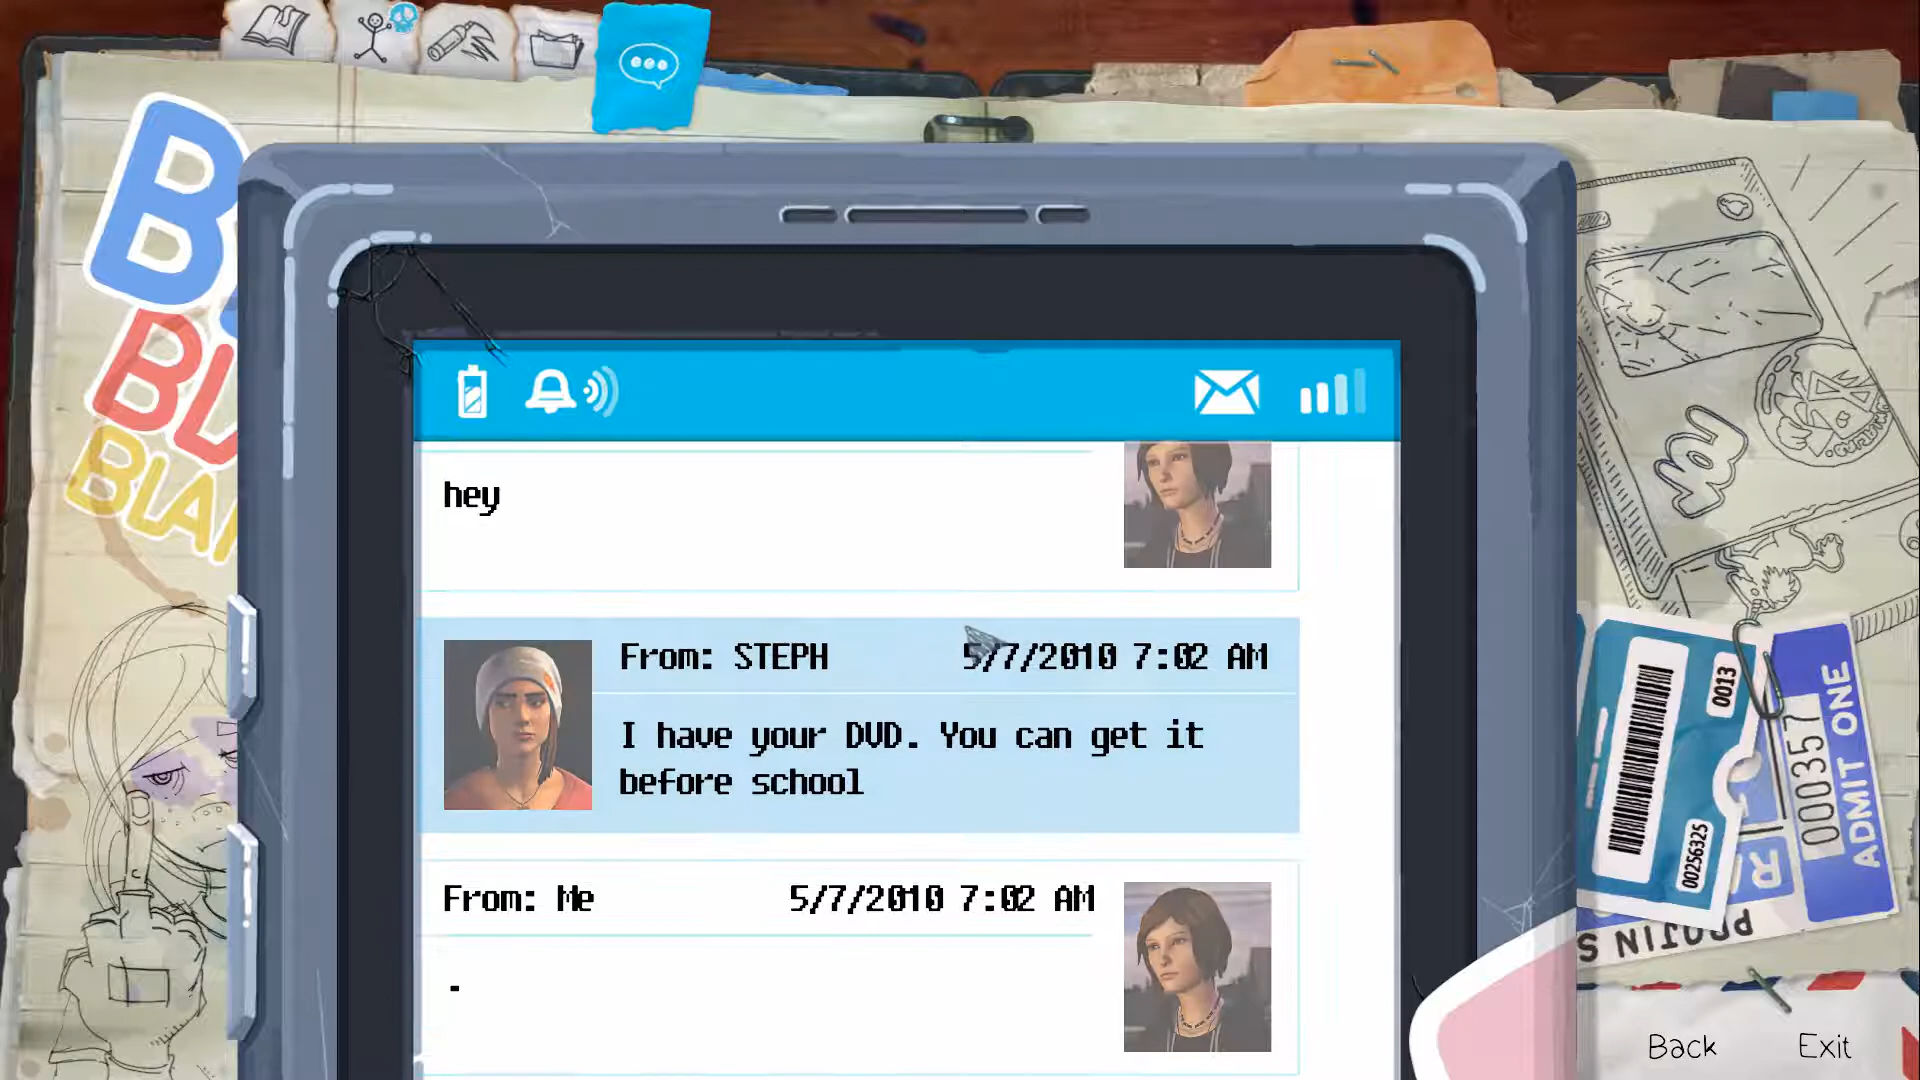 hey
From: STEPH 5/7/2010 7:02 AM
I have your DVD. You can get it
before school
From: Me 5/7/2010 7:02 AM
.
0013
00256325
000357
ADMIT ONE
Back
Exit